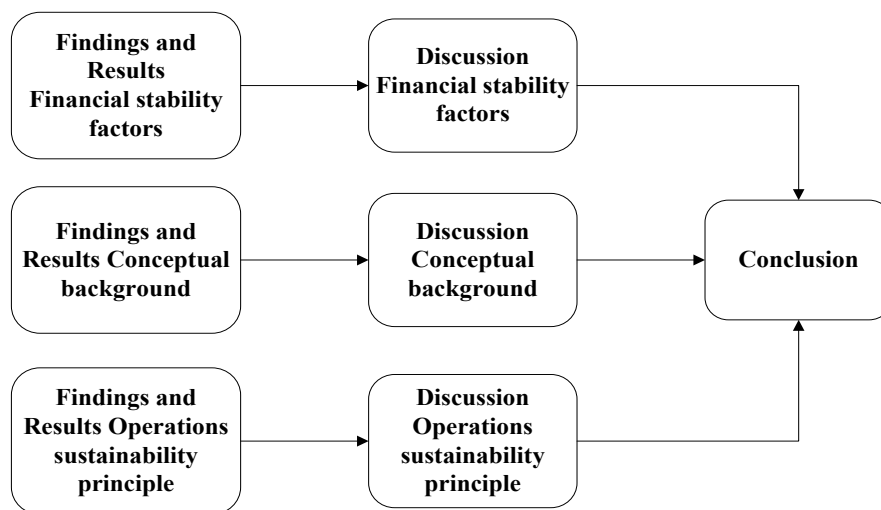 Findings and
Results
Financial stability
factors
Discussion
Financial stability
factors
Findings and
Results Conceptual
background
Discussion
Conceptual
background
Conclusion
Findings and
Results Operations
sustainability
principle
Discussion
Operations
sustainability
principle